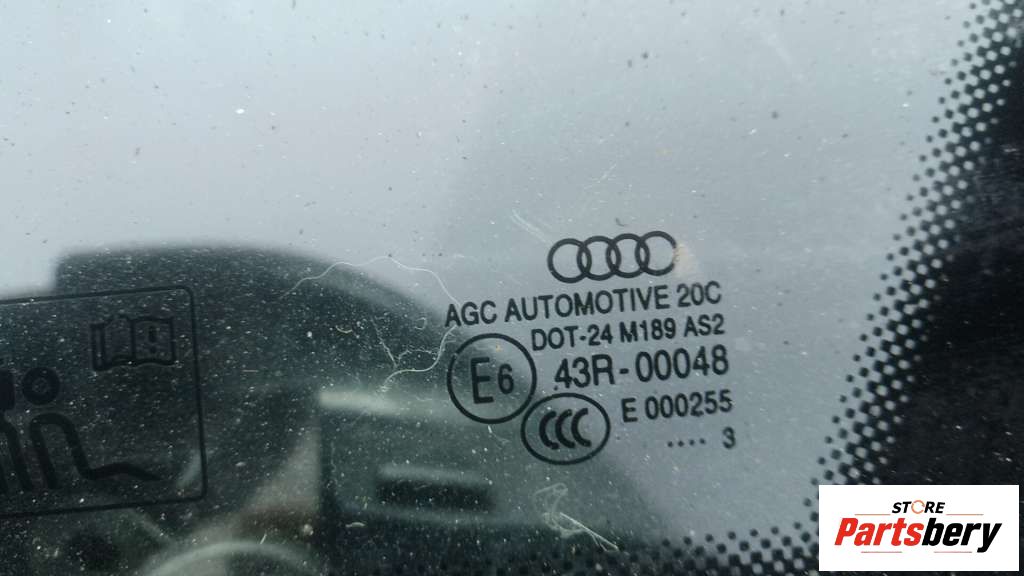 AGC AUTOMOTIVE 20C
DOT-24 M189 AS2
E6 43R-00048
CCC E 000255
.... 3
STORE
Partsbery